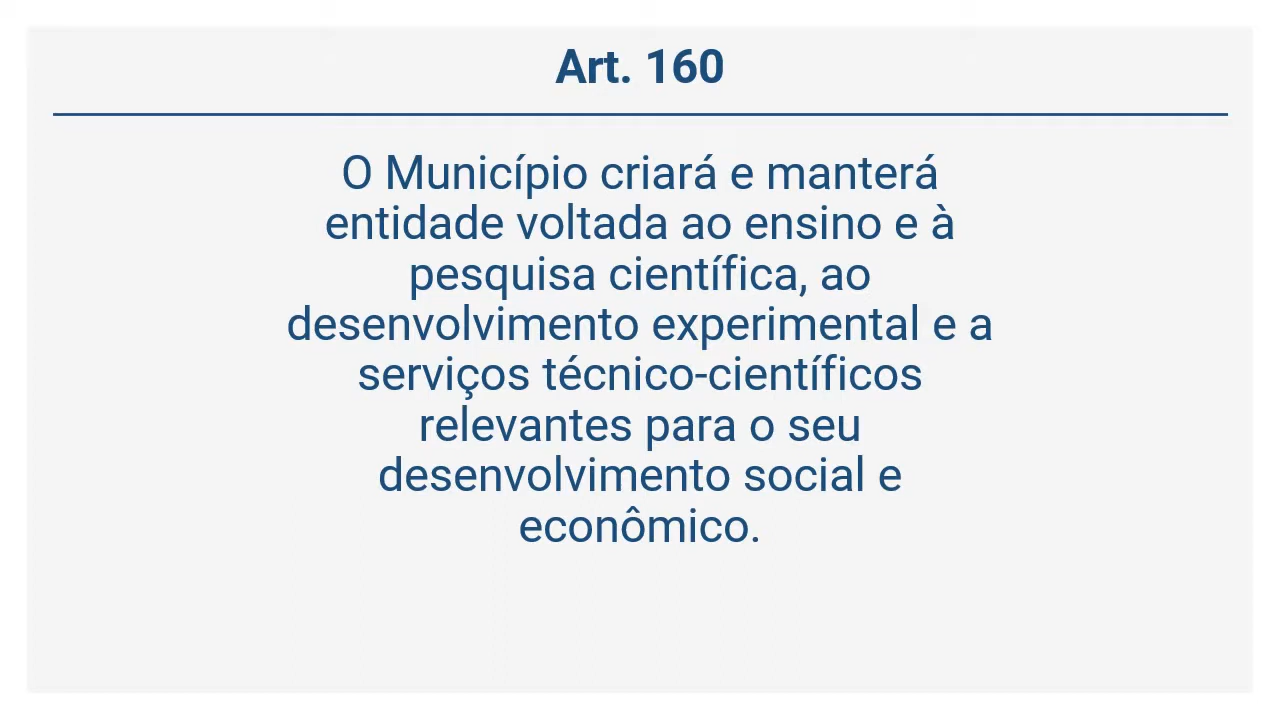 Art. 160
O Município criará e manterá
entidade voltada ao ensino e à
pesquisa científica, ao
desenvolvimento experimental e a
serviços técnico-científicos
relevantes para o seu
desenvolvimento social e
econômico.